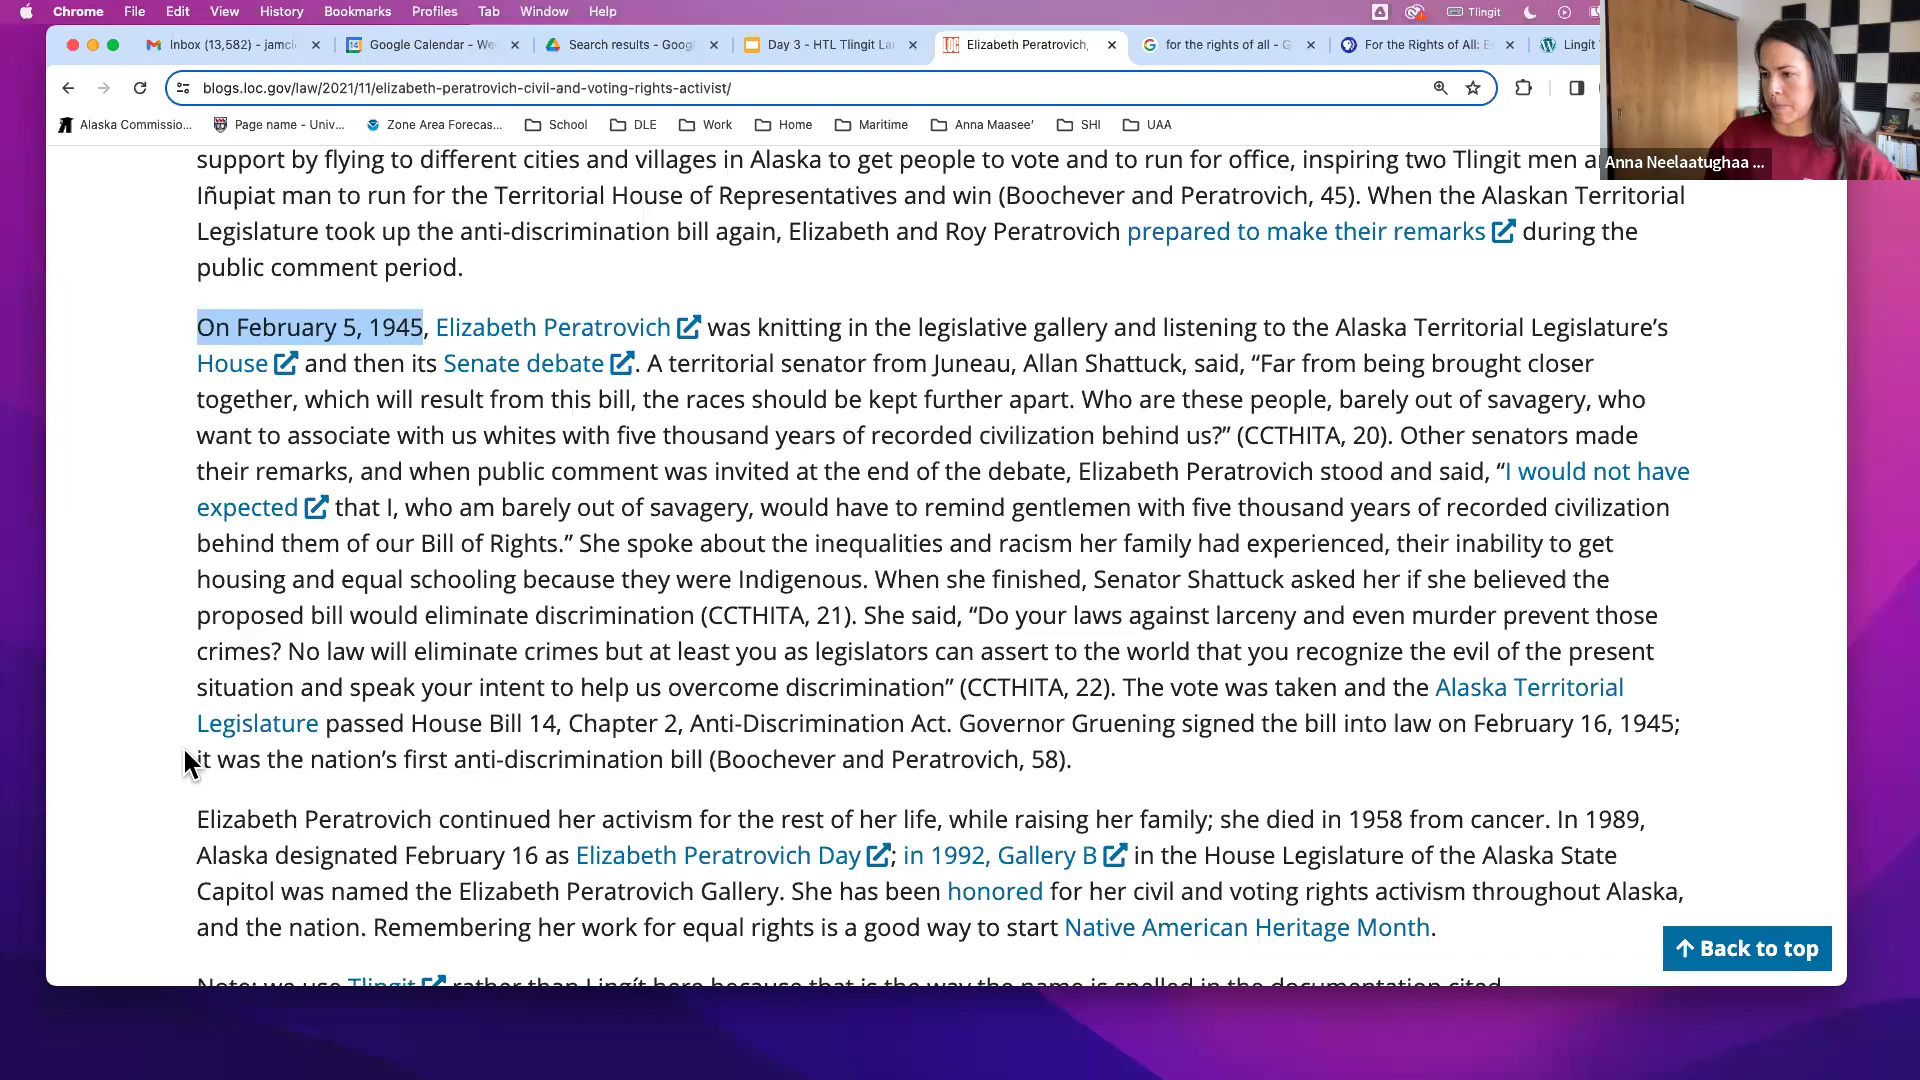 Chrome File Edit View History Bookmarks Profiles Tab Window Help Tlingit
Inbox (13,582) - jamcl
Google Calendar - We
Search results - Goog
Day 3 - HTL Tlingit La
Elizabeth Peratrovich,
for the rights of all - G
For the Rights of All: E
Lingít
blogs.loc.gov/law/2021/11/elizabeth-peratrovich-civil-and-voting-rights-activist/
Alaska Commissio... Page name - Univ... Zone Area Forecas... School DLE Work Home Maritime Anna Maasee' SHI UAA
Anna Neelaatughaa ...
support by flying to different cities and villages in Alaska to get people to vote and to run for office, inspiring two Tlingit men
Iñupiat man to run for the Territorial House of Representatives and win (Boochever and Peratrovich, 45). When the Alaskan Territorial
Legislature took up the anti-discrimination bill again, Elizabeth and Roy Peratrovich prepared to make their remarks during the
public comment period.
On February 5, 1945, Elizabeth Peratrovich was knitting in the legislative gallery and listening to the Alaska Territorial Legislature's
House and then its Senate debate. A territorial senator from Juneau, Allan Shattuck, said, “Far from being brought closer
together, which will result from this bill, the races should be kept further apart. Who are these people, barely out of savagery, who
want to associate with us whites with five thousand years of recorded civilization behind us?” (CCTHITA, 20). Other senators made
their remarks, and when public comment was invited at the end of the debate, Elizabeth Peratrovich stood and said, “I would not have
expected that I, who am barely out of savagery, would have to remind gentlemen with five thousand years of recorded civilization
behind them of our Bill of Rights.” She spoke about the inequalities and racism her family had experienced, their inability to get
housing and equal schooling because they were Indigenous. When she finished, Senator Shattuck asked her if she believed the
proposed bill would eliminate discrimination (CCTHITA, 21). She said, “Do your laws against larceny and even murder prevent those
crimes? No law will eliminate crimes but at least you as legislators can assert to the world that you recognize the evil of the present
situation and speak your intent to help us overcome discrimination” (CCTHITA, 22). The vote was taken and the Alaska Territorial
Legislature passed House Bill 14, Chapter 2, Anti-Discrimination Act. Governor Gruening signed the bill into law on February 16, 1945;
it was the nation’s first anti-discrimination bill (Boochever and Peratrovich, 58).
Elizabeth Peratrovich continued her activism for the rest of her life, while raising her family; she died in 1958 from cancer. In 1989,
Alaska designated February 16 as Elizabeth Peratrovich Day; in 1992, Gallery B in the House Legislature of the Alaska State
Capitol was named the Elizabeth Peratrovich Gallery. She has been honored for her civil and voting rights activism throughout Alaska,
and the nation. Remembering her work for equal rights is a good way to start Native American Heritage Month.
Back to top
Note: we use Tlingit rather than Lingít here because that is the way the name is spelled in the documentation cited